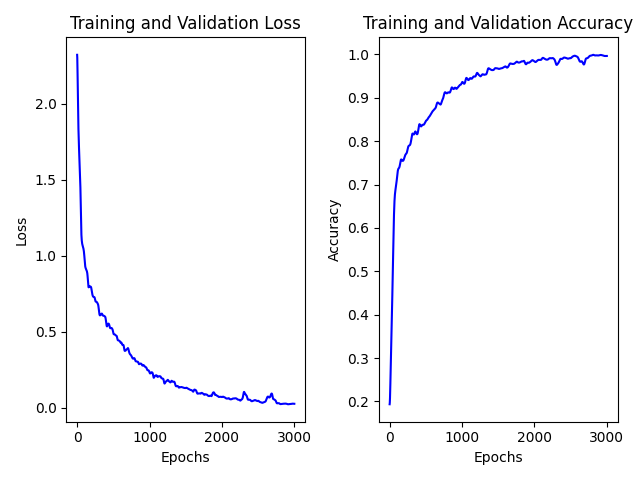 Training and Validation Loss
Loss
2.0
1.5
1.0
0.5
0.0
0 1000 2000 3000
Epochs
Training and Validation Accuracy
Accuracy
1.0
0.9
0.8
0.7
0.6
0.5
0.4
0.3
0.2
0 1000 2000 3000
Epochs